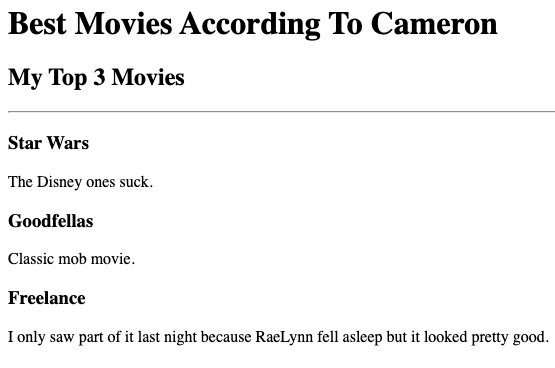 Best Movies According To Cameron
My Top 3 Movies
Star Wars
The Disney ones suck.
Goodfellas
Classic mob movie.
Freelance
I only saw part of it last night because RaeLynn fell asleep but it looked pretty good.